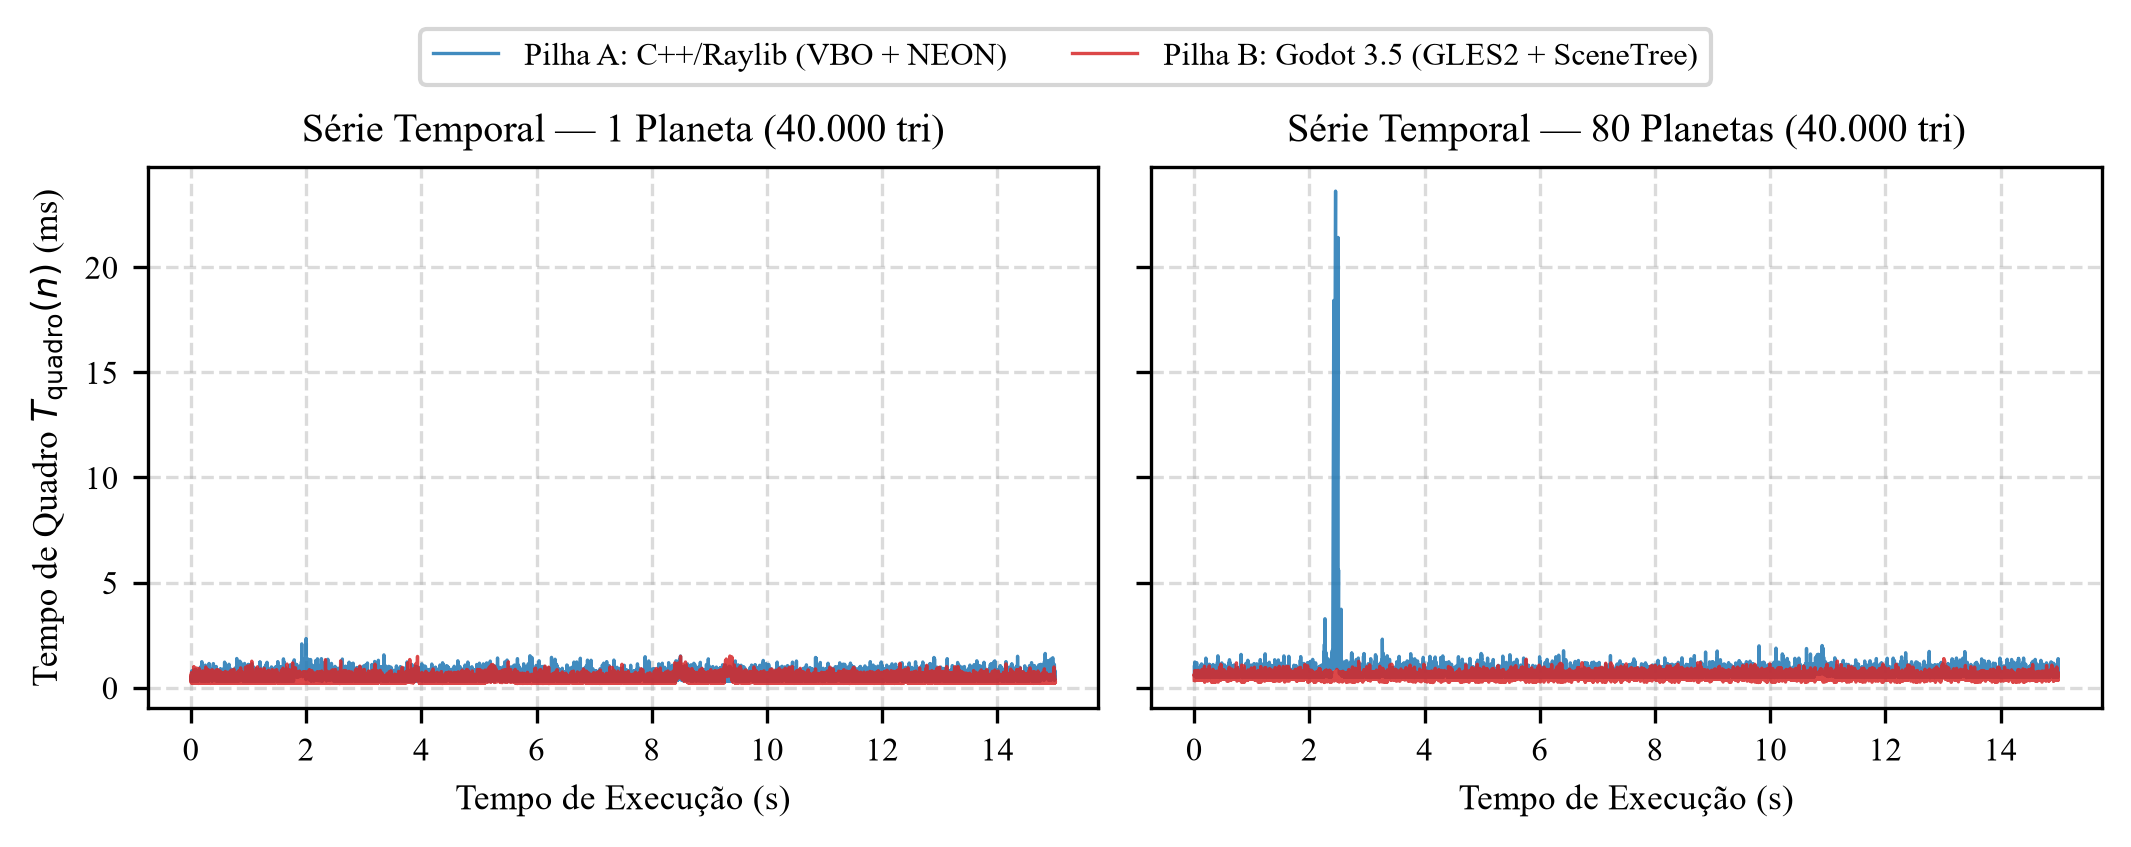 Pilha A: C++/Raylib (VBO + NEON) Pilha B: Godot 3.5 (GLES2 + SceneTree)
Série Temporal — 1 Planeta (40.000 tri)
Série Temporal — 80 Planetas (40.000 tri)
Tempo de Quadro T_quadro(n) (ms)
20
15
10
5
0
0 2 4 6 8 10 12 14
0 2 4 6 8 10 12 14
Tempo de Execução (s)
Tempo de Execução (s)